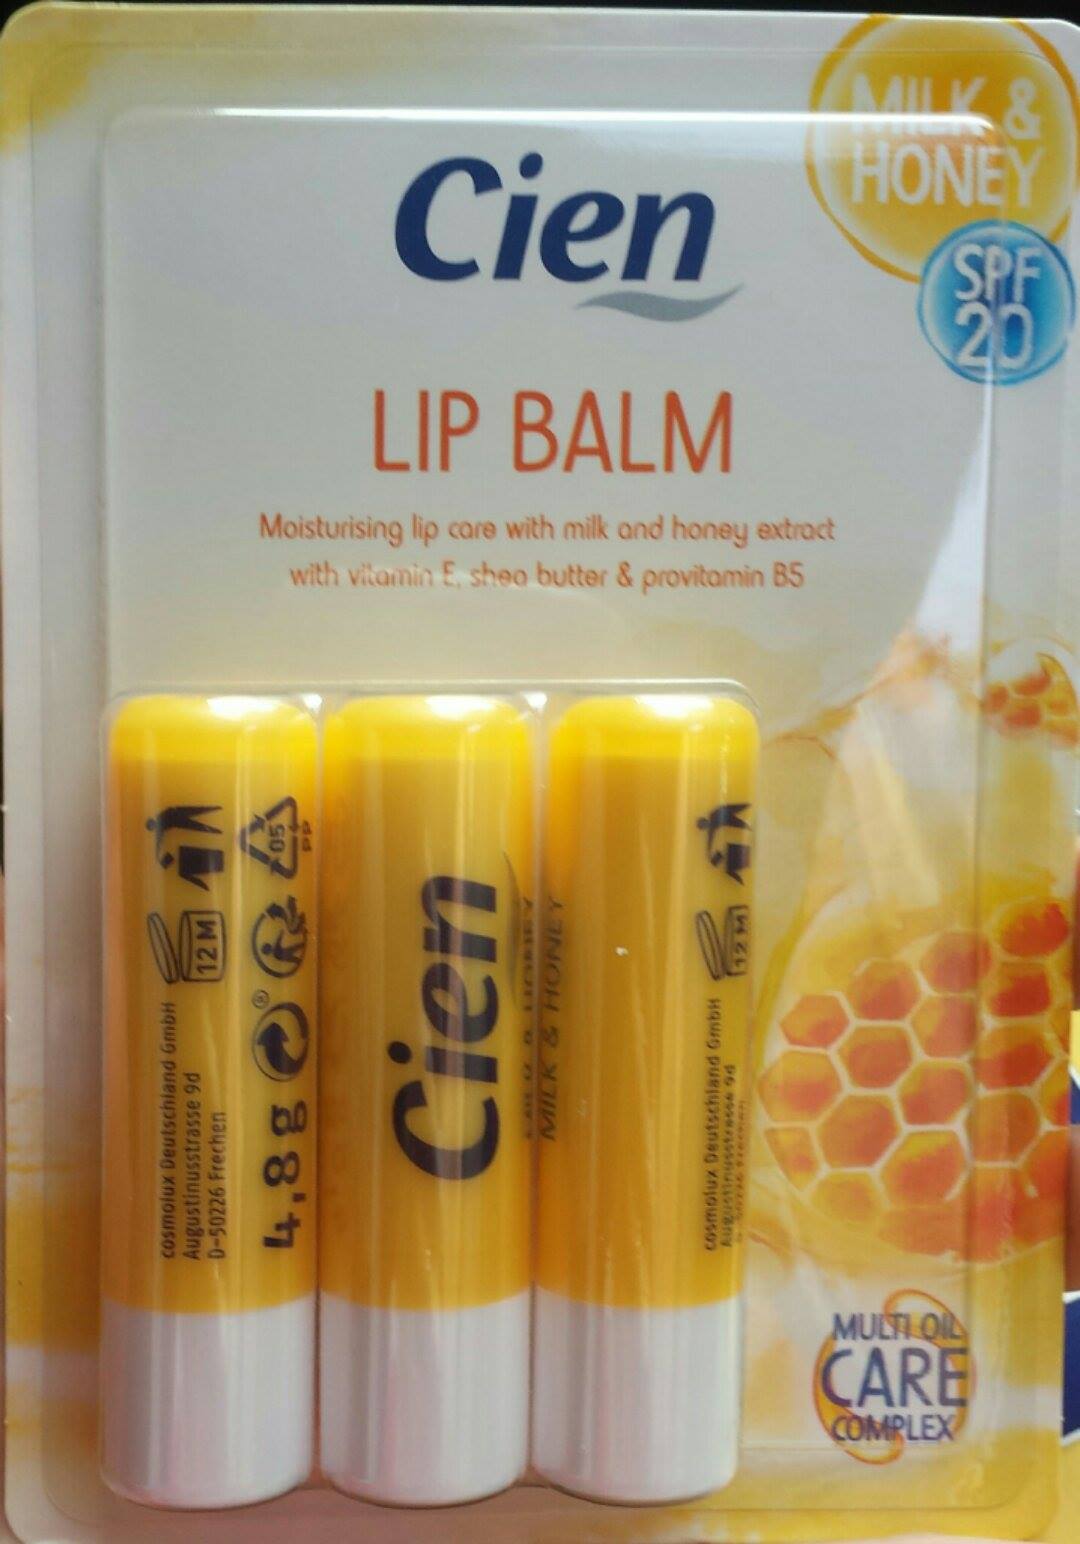 MILK &
HONEY
SPF
20
Cien
LIP BALM
Moisturising lip care with milk and honey extract
with vitamin E, shea butter & provitamin B5
05
PP
12 M
cosmolux Deutschland GmbH
Augustinusstrasse 9d
D-50226 Frechen
4,8 g
®
Cien
MILK & HONEY
12 M
cosmolux Deutschland GmbH
Augustinusstrasse 9d
MULTI OIL
CARE
COMPLEX